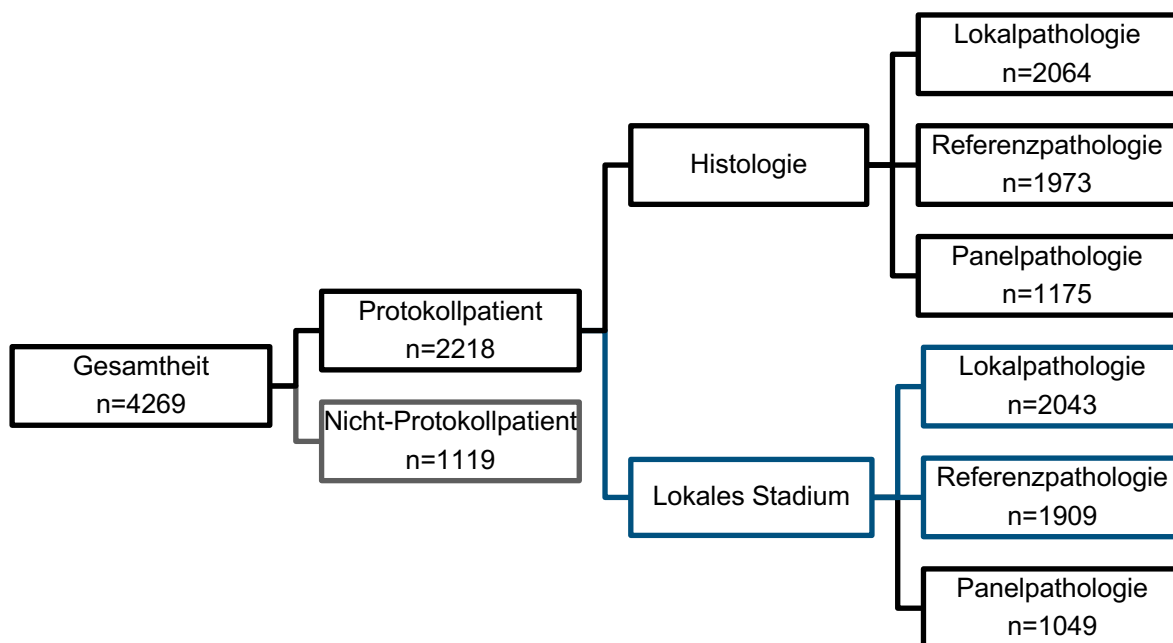 Gesamtheit
n=4269
Protokollpatient
n=2218
Nicht-Protokollpatient
n=1119
Histologie
Lokalpathologie
n=2064
Referenzpathologie
n=1973
Panelpathologie
n=1175
Lokales Stadium
Lokalpathologie
n=2043
Referenzpathologie
n=1909
Panelpathologie
n=1049